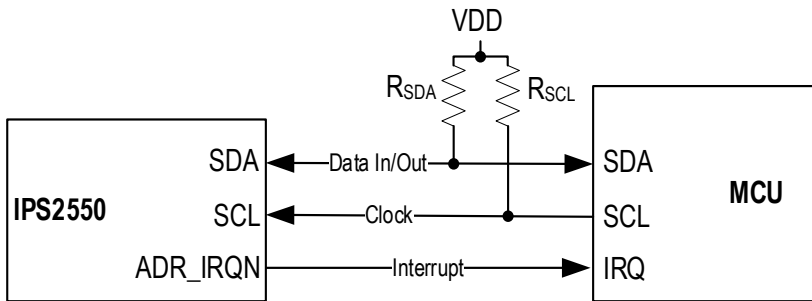 VDD
RSDA RSCL
SDA Data In/Out SDA
IPS2550 MCU
SCL Clock SCL
ADR_IRQN Interrupt IRQ